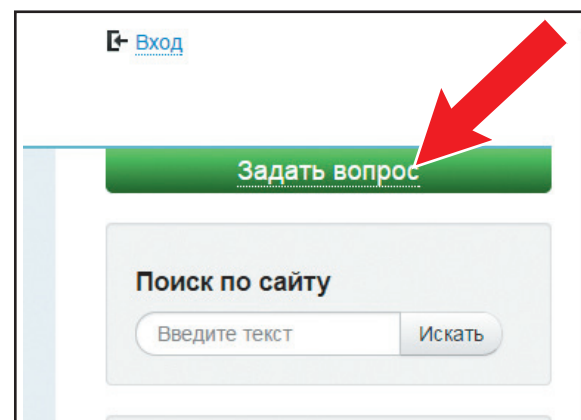 Вход
Задать вопрос
Поиск по сайту
Введите текст Искать